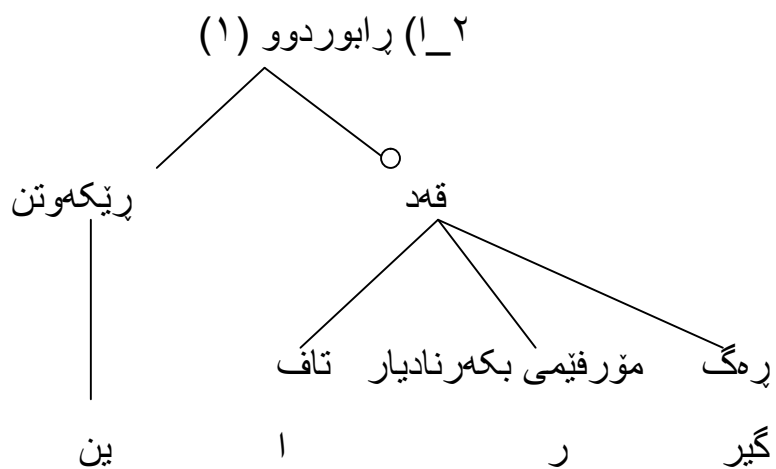 ٢_ا) ڕابوردوو (١)
قەد ڕێکەوتن
ڕەگ مۆرفێمی بکەرنادیار تاف
گیر ر ا ین